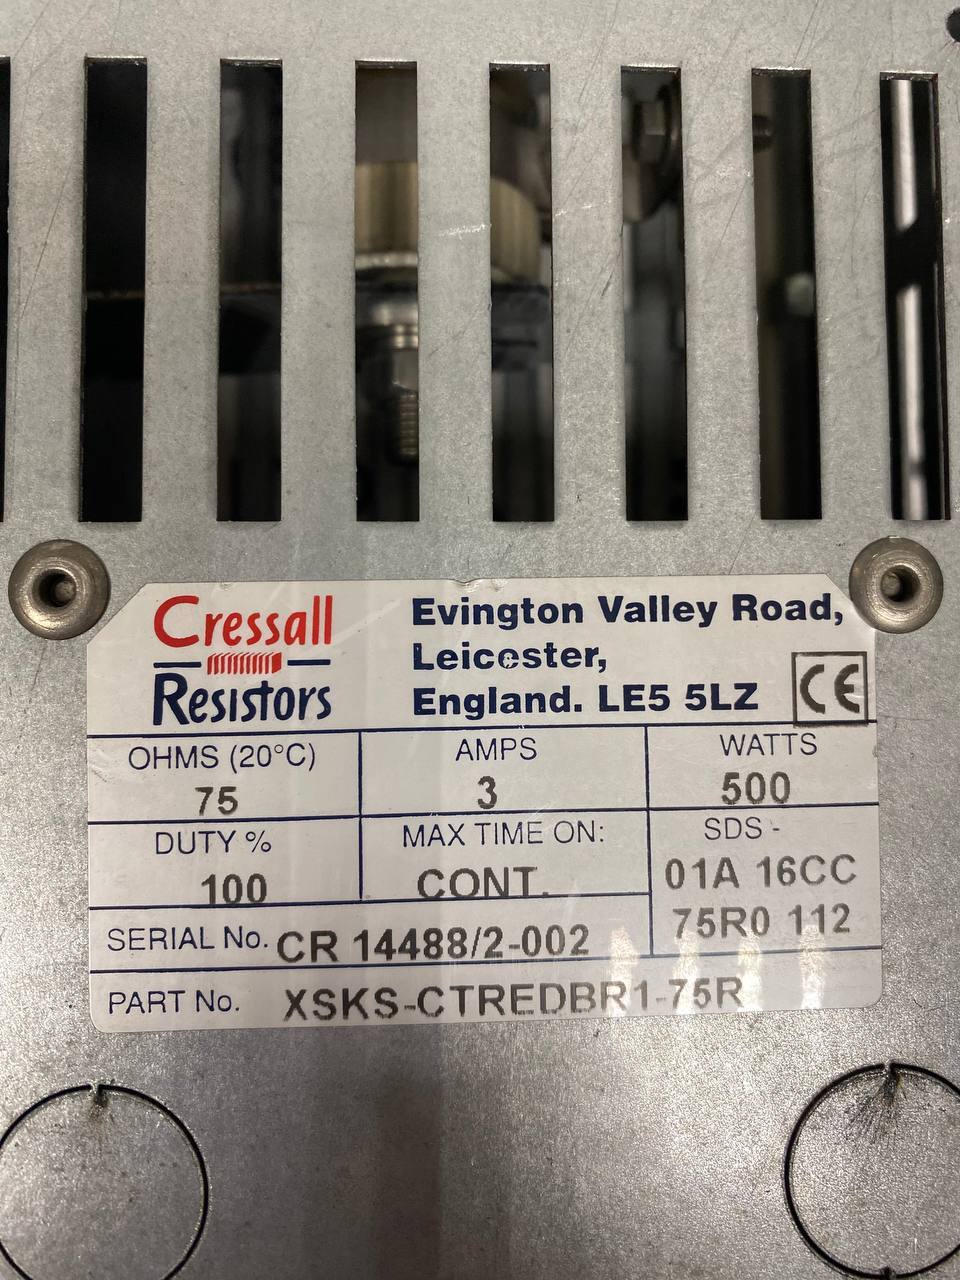 Cressall
Resistors
Evington Valley Road,
Leicester,
England. LE5 5LZ
CE
OHMS (20°C)
75
AMPS
3
WATTS
500
DUTY %
100
MAX TIME ON:
CONT.
SDS -
01A 16CC
75R0 112
SERIAL No. CR 14488/2-002
PART No. XSKS-CTREDBR1-75R